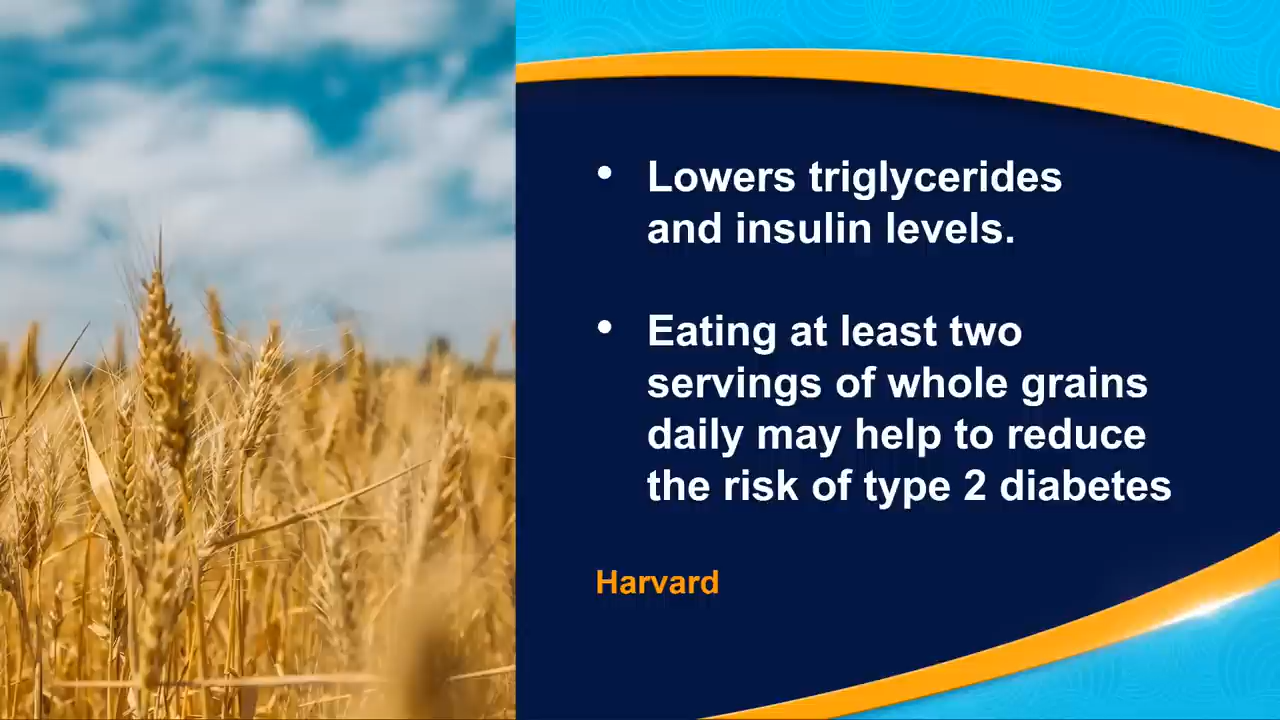 • Lowers triglycerides
and insulin levels.
• Eating at least two
servings of whole grains
daily may help to reduce
the risk of type 2 diabetes
Harvard